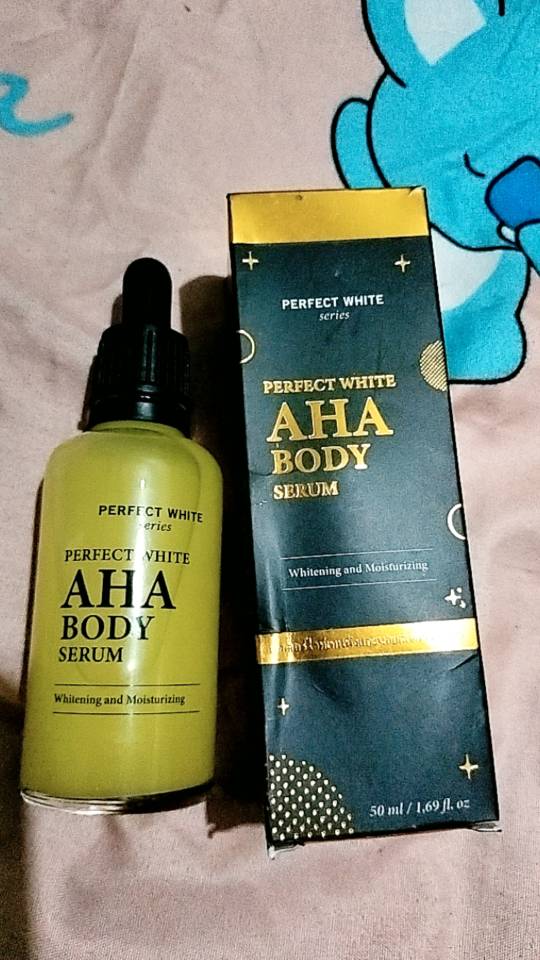 PERFECT WHITE
series
PERFECT WHITE
AHA
BODY
SERUM
Whitening and Moisturizing
PERFECT WHITE
series
PERFECT WHITE
AHA
BODY
SERUM
Whitening and Moisturizing
50 ml / 1,69 fl. oz